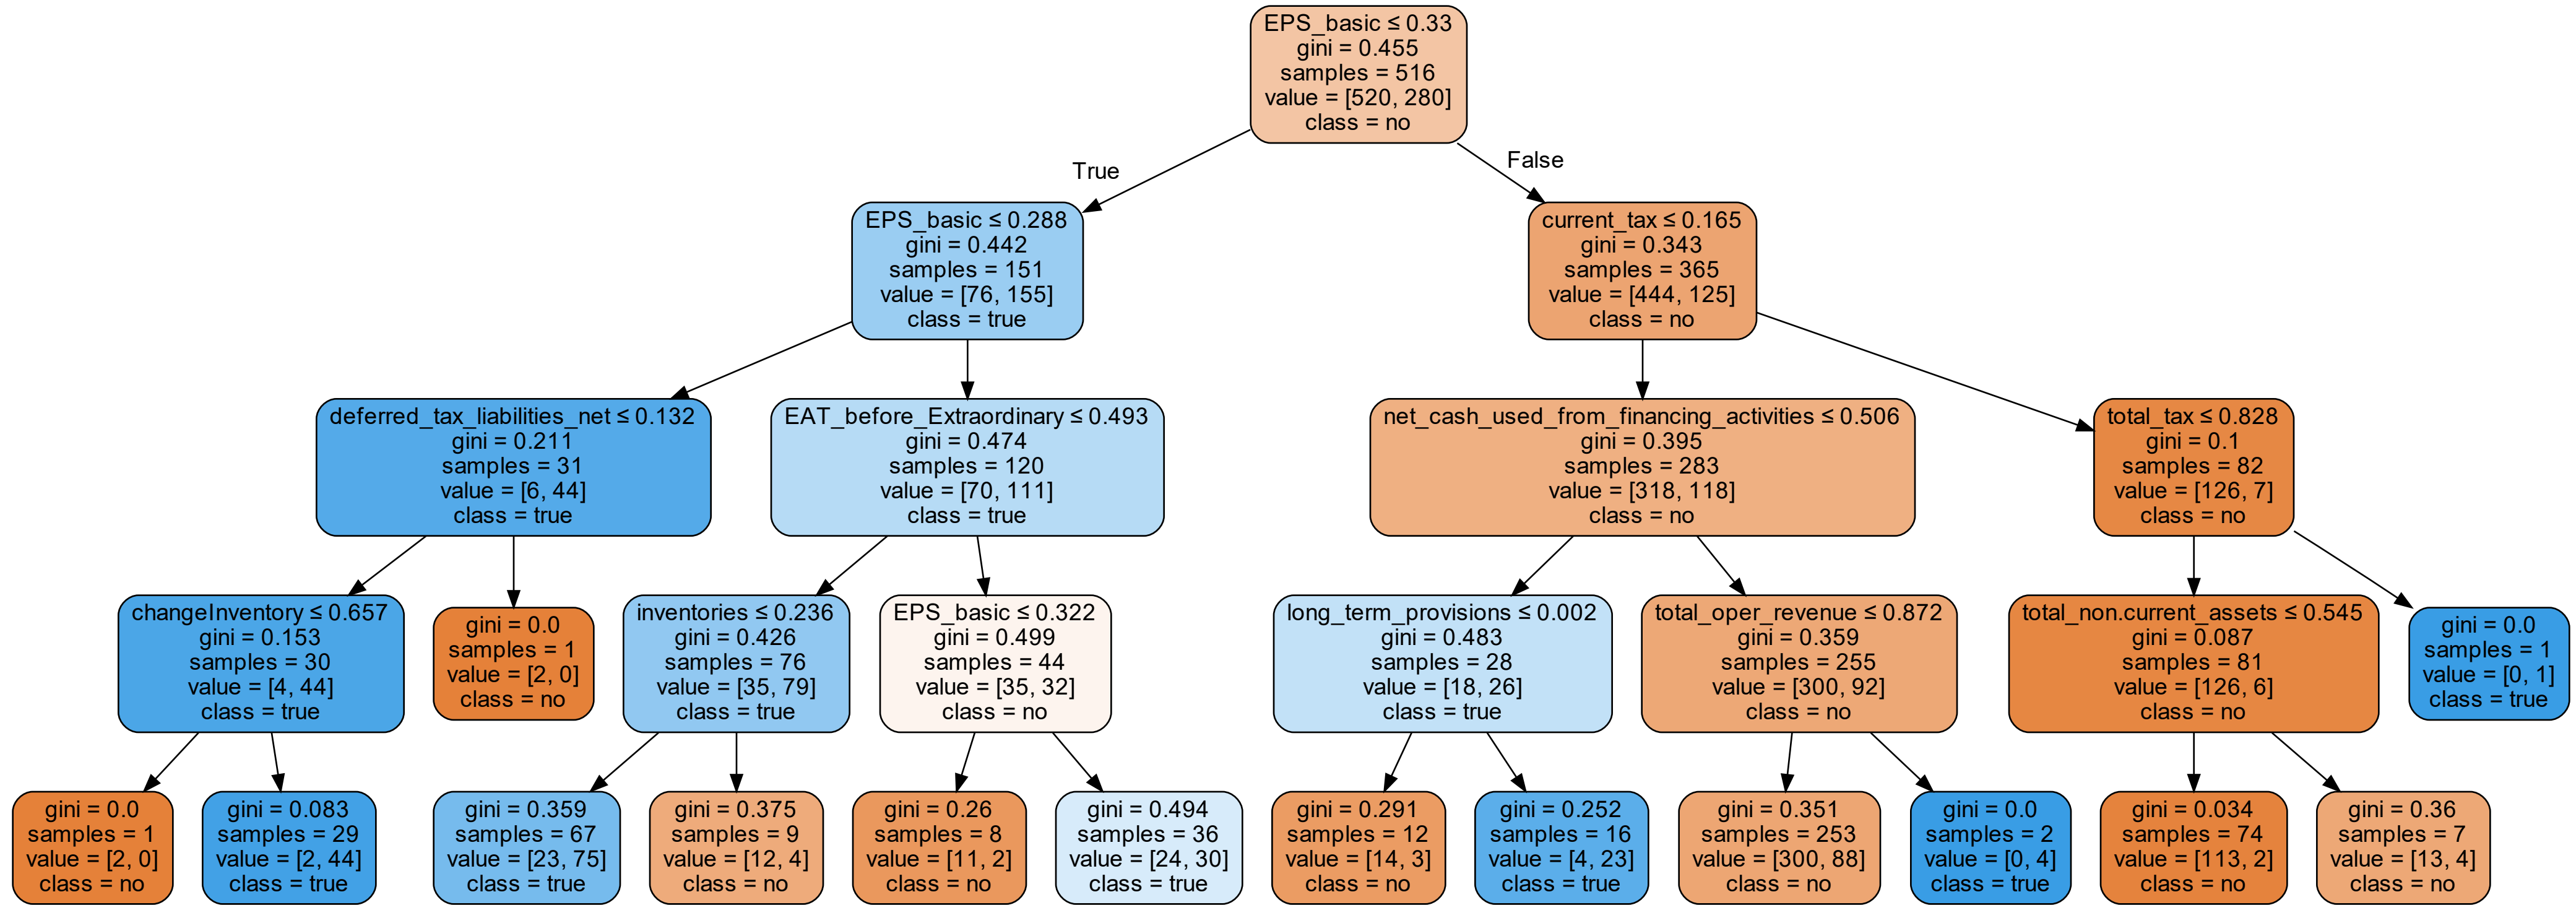 EPS_basic ≤ 0.33
gini = 0.455
samples = 516
value = [520, 280]
class = no
True
False
EPS_basic ≤ 0.288
gini = 0.442
samples = 151
value = [76, 155]
class = true
current_tax ≤ 0.165
gini = 0.343
samples = 365
value = [444, 125]
class = no
deferred_tax_liabilities_net ≤ 0.132
gini = 0.211
samples = 31
value = [6, 44]
class = true
EAT_before_Extraordinary ≤ 0.493
gini = 0.474
samples = 120
value = [70, 111]
class = true
net_cash_used_from_financing_activities ≤ 0.506
gini = 0.395
samples = 283
value = [318, 118]
class = no
total_tax ≤ 0.828
gini = 0.1
samples = 82
value = [126, 7]
class = no
changeInventory ≤ 0.657
gini = 0.153
samples = 30
value = [4, 44]
class = true
gini = 0.0
samples = 1
value = [2, 0]
class = no
inventories ≤ 0.236
gini = 0.426
samples = 76
value = [35, 79]
class = true
EPS_basic ≤ 0.322
gini = 0.499
samples = 44
value = [35, 32]
class = no
long_term_provisions ≤ 0.002
gini = 0.483
samples = 28
value = [18, 26]
class = true
total_oper_revenue ≤ 0.872
gini = 0.359
samples = 255
value = [300, 92]
class = no
total_non.current_assets ≤ 0.545
gini = 0.087
samples = 81
value = [126, 6]
class = no
gini = 0.0
samples = 1
value = [0, 1]
class = true
gini = 0.0
samples = 1
value = [2, 0]
class = no
gini = 0.083
samples = 29
value = [2, 44]
class = true
gini = 0.359
samples = 67
value = [23, 75]
class = true
gini = 0.375
samples = 9
value = [12, 4]
class = no
gini = 0.26
samples = 8
value = [11, 2]
class = no
gini = 0.494
samples = 36
value = [24, 30]
class = true
gini = 0.291
samples = 12
value = [14, 3]
class = no
gini = 0.252
samples = 16
value = [4, 23]
class = true
gini = 0.351
samples = 253
value = [300, 88]
class = no
gini = 0.0
samples = 2
value = [0, 4]
class = true
gini = 0.034
samples = 74
value = [113, 2]
class = no
gini = 0.36
samples = 7
value = [13, 4]
class = no